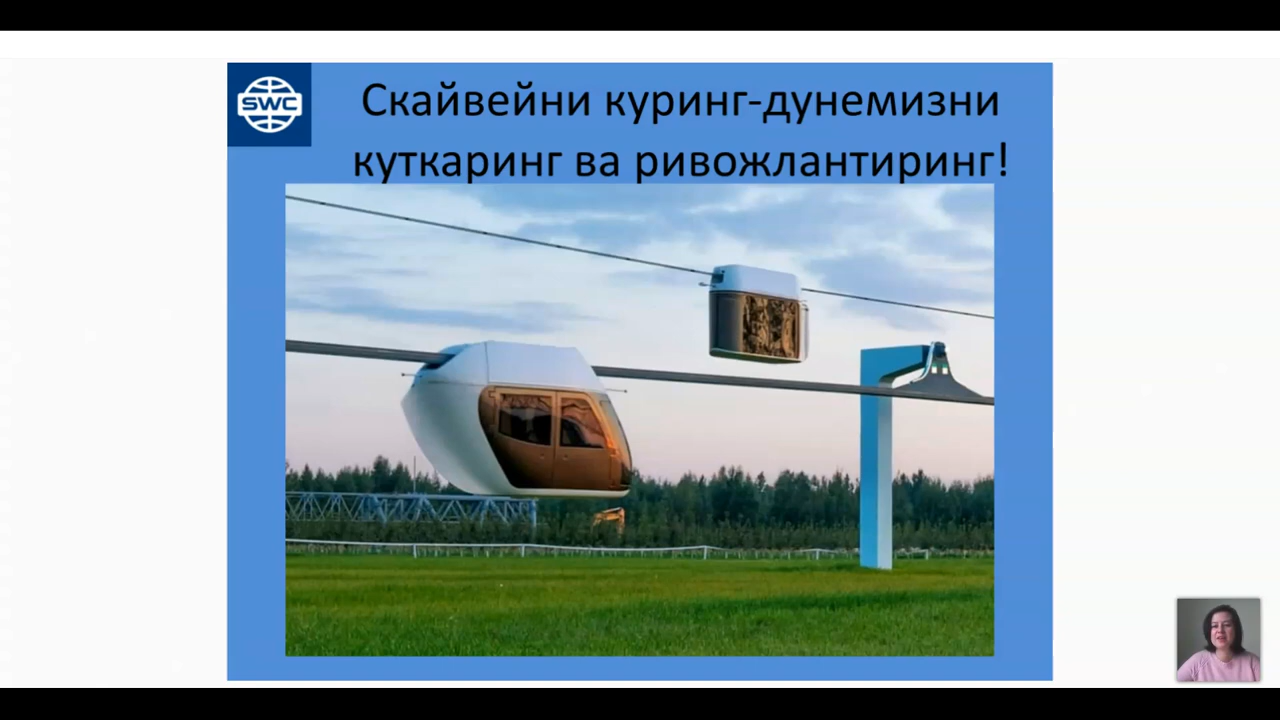 SWC
Скайвейни куринг-дунемизни
куткаринг ва ривожлантиринг!